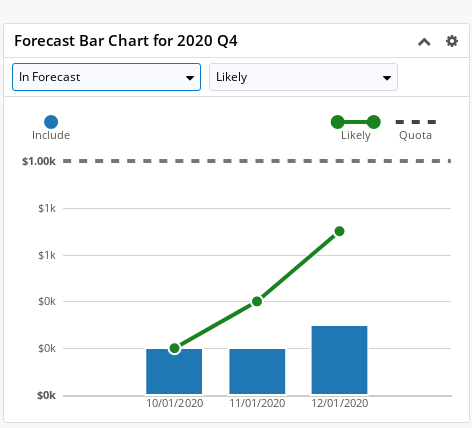 Forecast Bar Chart for 2020 Q4
In Forecast
Likely
Include
Likely
Quota
$1.00k
$1k
$1k
$0k
$0k
$0k
10/01/2020
11/01/2020
12/01/2020